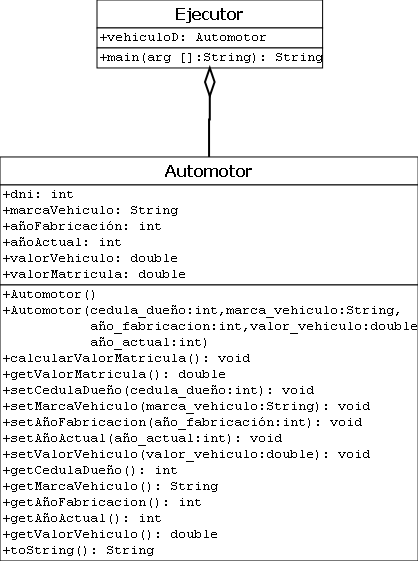 Ejecutor
+vehiculoD: Automotor
+main(arg []:String): String
Automotor
+dni: int
+marcaVehiculo: String
+añoFabricación: int
+añoActual: int
+valorVehiculo: double
+valorMatricula: double
+Automotor()
+Automotor(cedula_dueño:int,marca_vehiculo:String,
año_fabricacion:int,valor_vehiculo:double
año_actual:int)
+calcularValorMatricula(): void
+getValorMatricula(): double
+setCedulaDueño(cedula_dueño:int): void
+setMarcaVehiculo(marca_vehiculo:String): void
+setAñoFabricacion(año_fabricación:int): void
+setAñoActual(año_actual:int): void
+setValorVehiculo(valor_vehiculo:double): void
+getCedulaDueño(): int
+getMarcaVehiculo(): String
+getAñoFabricacion(): int
+getAñoActual(): int
+getValorVehiculo(): double
+toString(): String